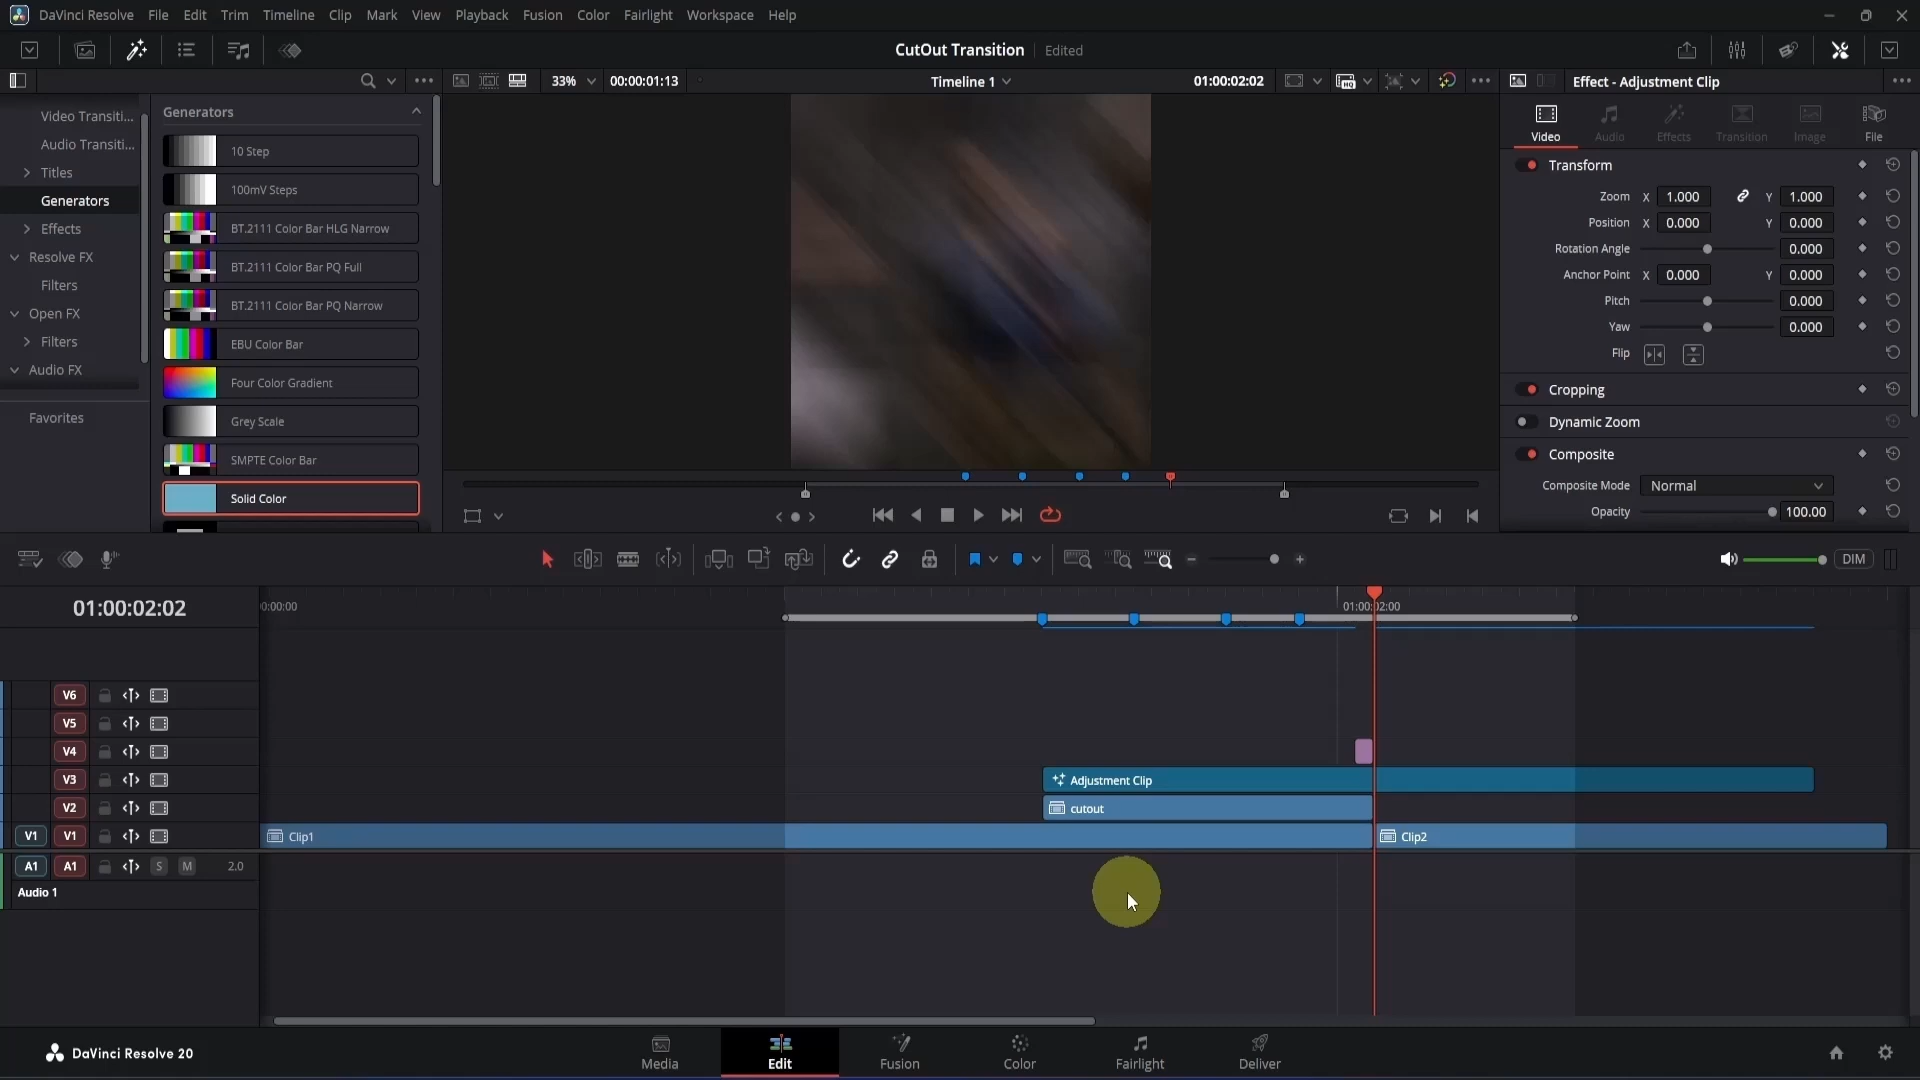 DaVinci Resolve File Edit Trim Timeline Clip Mark View Playback Fusion Color Fairlight Workspace Help
CutOut Transition Edited
33% 00:00:01:13 Timeline 1 01:00:02:02 HQ Effect - Adjustment Clip
Video Transiti...
Audio Transiti...
Titles
Generators
Effects
Resolve FX
Filters
Open FX
Filters
Audio FX
Favorites
Generators
10 Step
100mV Steps
BT.2111 Color Bar HLG Narrow
BT.2111 Color Bar PQ Full
BT.2111 Color Bar PQ Narrow
EBU Color Bar
Four Color Gradient
Grey Scale
SMPTE Color Bar
Solid Color
Video Audio Effects Transition Image File
Transform
Zoom X 1.000 Y 1.000
Position X 0.000 Y 0.000
Rotation Angle 0.000
Anchor Point X 0.000 Y 0.000
Pitch 0.000
Yaw 0.000
Flip
Cropping
Dynamic Zoom
Composite
Composite Mode Normal
Opacity 100.00
DIM
01:00:02:02
0:00:00 01:00:02:00
V6
V5
V4
V3 Adjustment Clip
V2 cutout
V1 V1 Clip1 Clip2
A1 A1 S M 2.0
Audio 1
DaVinci Resolve 20
Media Edit Fusion Color Fairlight Deliver